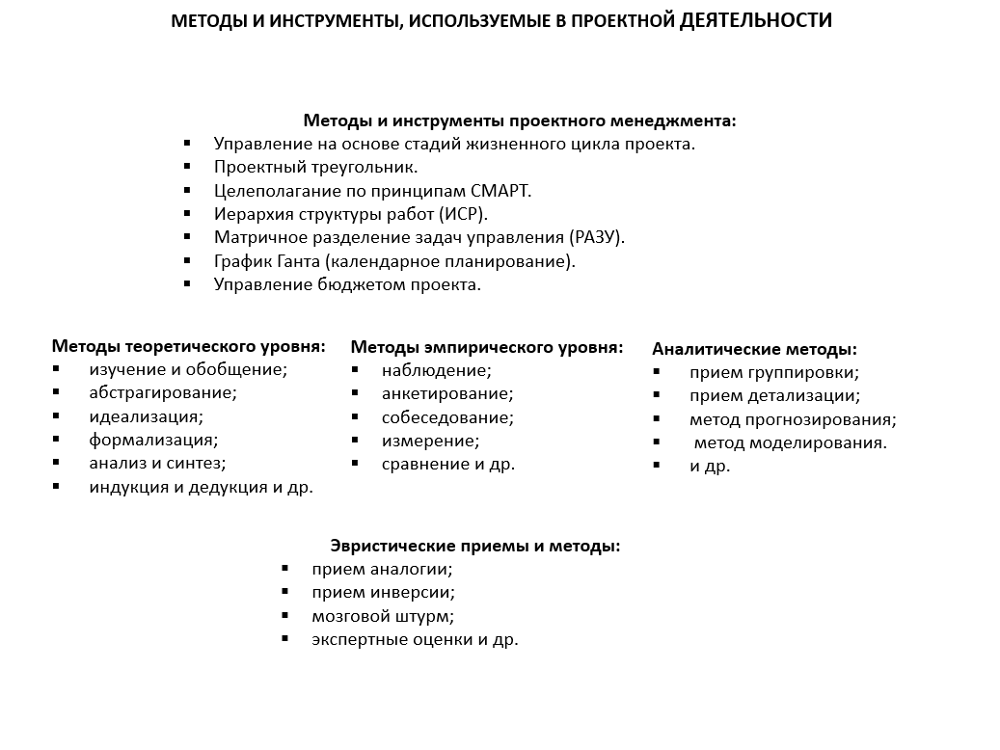 МЕТОДЫ И ИНСТРУМЕНТЫ, ИСПОЛЬЗУЕМЫЕ В ПРОЕКТНОЙ ДЕЯТЕЛЬНОСТИ
Методы и инструменты проектного менеджмента:
▪ Управление на основе стадий жизненного цикла проекта.
▪ Проектный треугольник.
▪ Целеполагание по принципам СМАРТ.
▪ Иерархия структуры работ (ИСР).
▪ Матричное разделение задач управления (РАЗУ).
▪ График Ганта (календарное планирование).
▪ Управление бюджетом проекта.
Методы теоретического уровня:
▪ изучение и обобщение;
▪ абстрагирование;
▪ идеализация;
▪ формализация;
▪ анализ и синтез;
▪ индукция и дедукция и др.
Методы эмпирического уровня:
▪ наблюдение;
▪ анкетирование;
▪ собеседование;
▪ измерение;
▪ сравнение и др.
Аналитические методы:
▪ прием группировки;
▪ прием детализации;
▪ метод прогнозирования;
▪ метод моделирования.
▪ и др.
Эвристические приемы и методы:
▪ прием аналогии;
▪ прием инверсии;
▪ мозговой штурм;
▪ экспертные оценки и др.